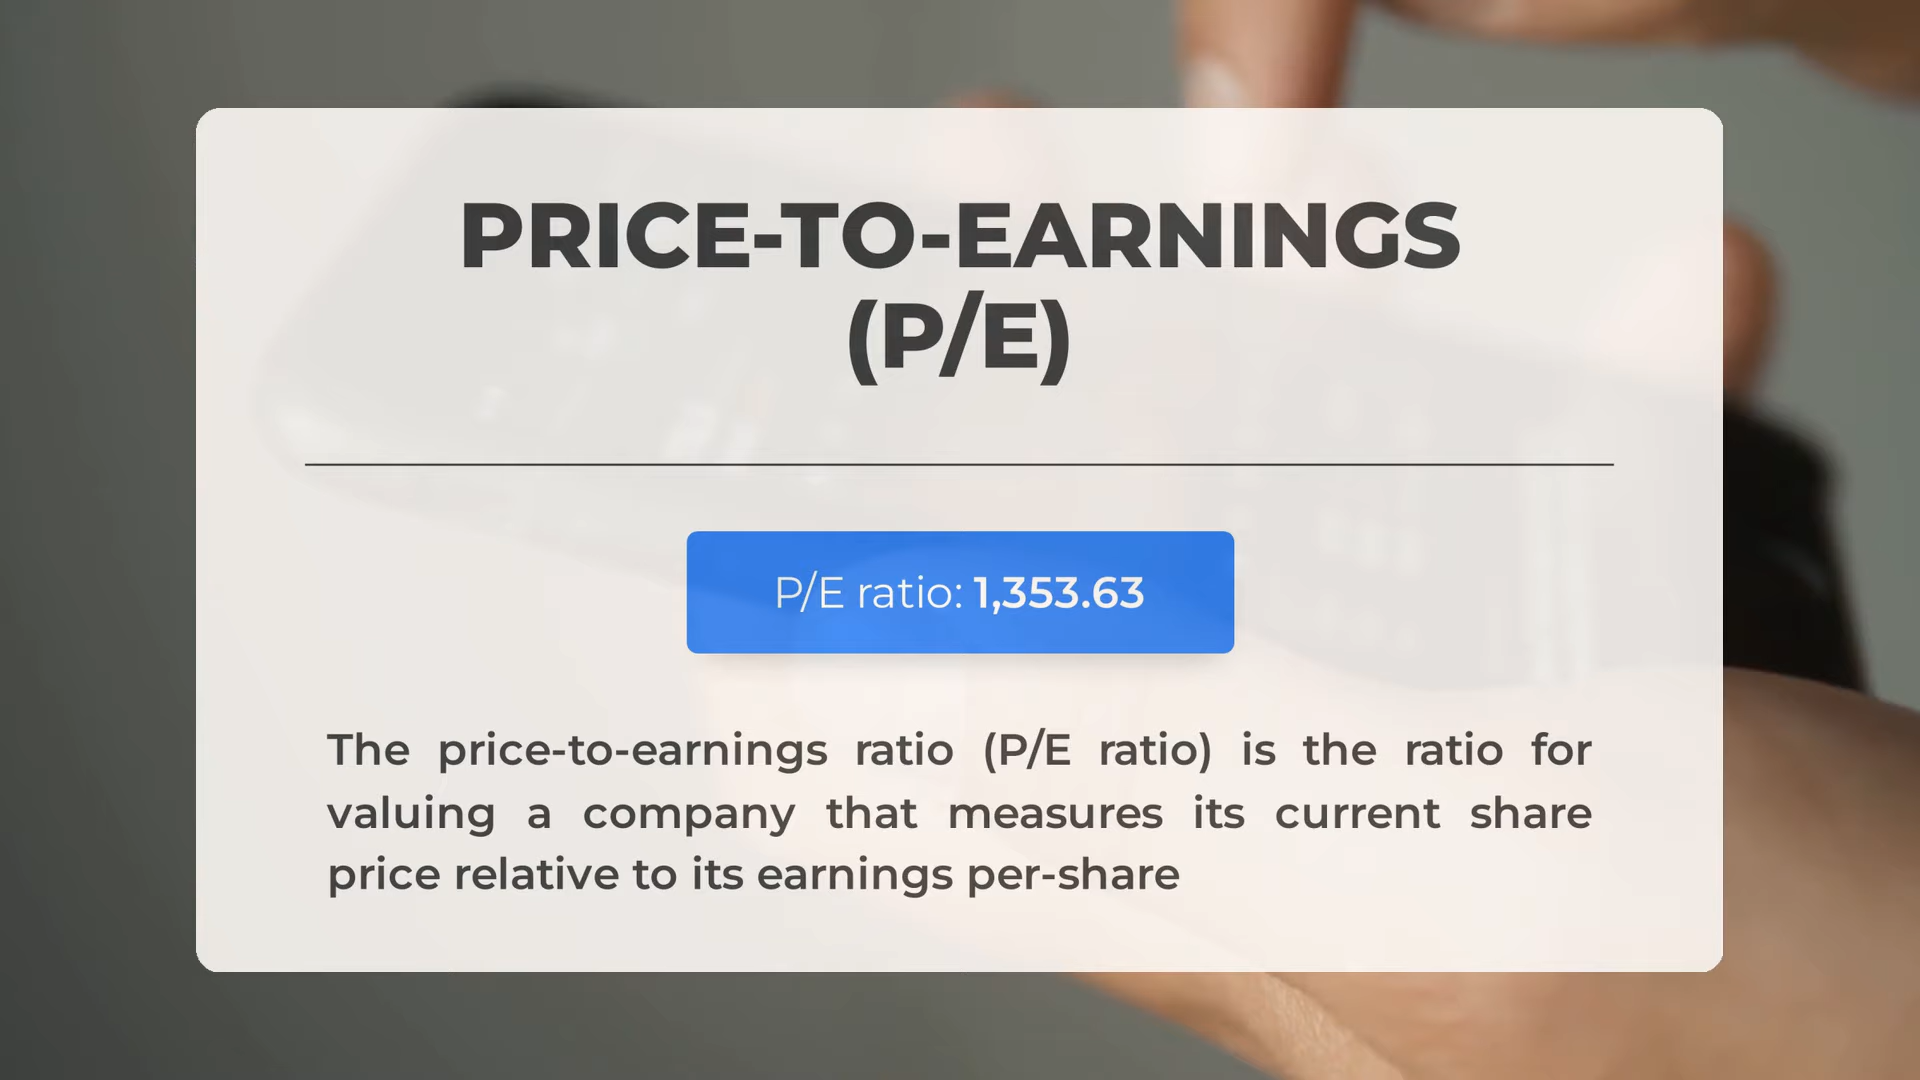 PRICE-TO-EARNINGS
(P/E)
P/E ratio: 1,353.63
The price-to-earnings ratio (P/E ratio) is the ratio for
valuing a company that measures its current share
price relative to its earnings per-share